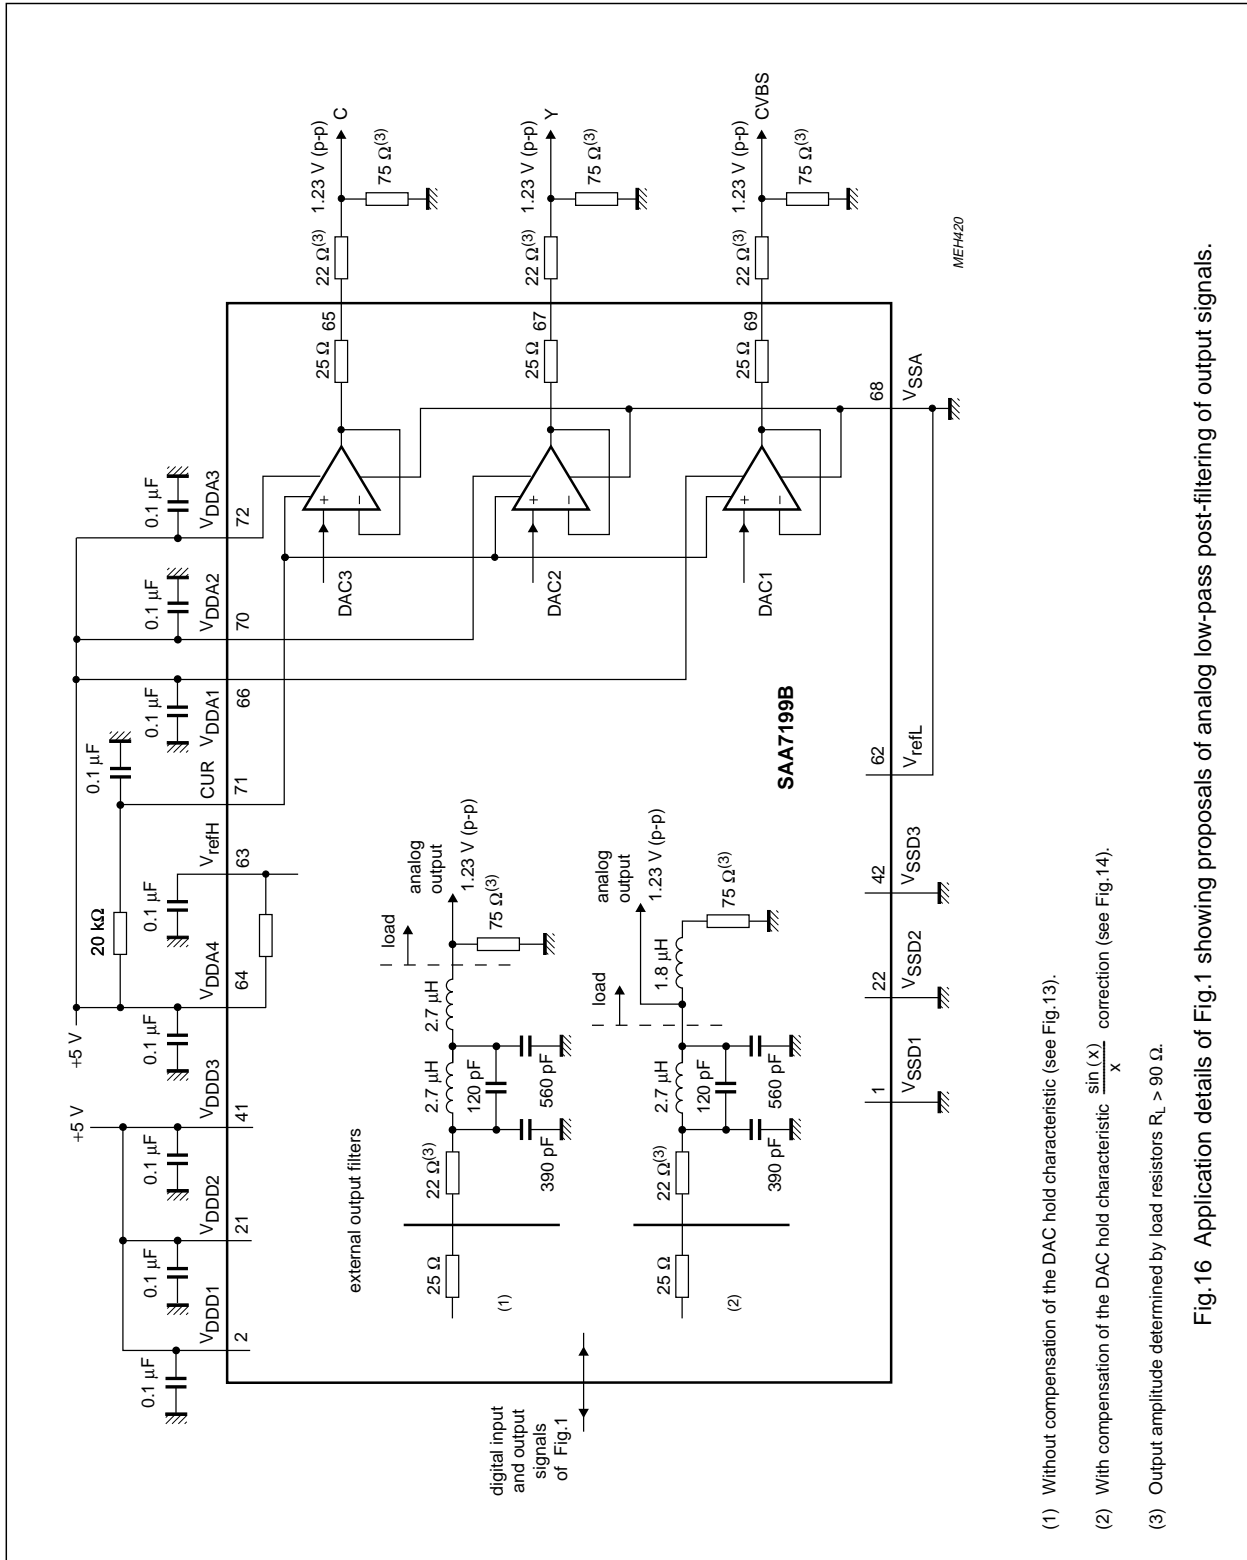 +5 V
+5 V
0.1 µF
0.1 µF
0.1 µF
0.1 µF
20 kΩ
0.1 µF
0.1 µF
0.1 µF
0.1 µF
0.1 µF
VDDD1
VDDD2
VDDD3
VDDA4
VrefH
CUR
VDDA1
VDDA2
VDDA3
2
21
41
64
63
71
66
70
72
digital input
and output
signals
of Fig.1
external output filters
25 Ω
22 Ω(3)
2.7 µH
2.7 µH
120 pF
390 pF
560 pF
load
analog
output
1.23 V (p-p)
75 Ω(3)
(1)
25 Ω
22 Ω(3)
2.7 µH
1.8 µH
120 pF
390 pF
560 pF
load
analog
output
1.23 V (p-p)
75 Ω(3)
(2)
DAC3
+
−
25 Ω
65
22 Ω(3)
1.23 V (p-p)
C
75 Ω(3)
DAC2
+
−
25 Ω
67
22 Ω(3)
1.23 V (p-p)
Y
75 Ω(3)
DAC1
+
−
25 Ω
69
22 Ω(3)
1.23 V (p-p)
CVBS
75 Ω(3)
SAA7199B
1
22
42
62
68
VSSD1
VSSD2
VSSD3
VrefL
VSSA
MEH420
(1) Without compensation of the DAC hold characteristic (see Fig.13).
(2) With compensation of the DAC hold characteristic sin (x) / x correction (see Fig.14).
(3) Output amplitude determined by load resistors RL > 90 Ω.
Fig.16 Application details of Fig.1 showing proposals of analog low-pass post-filtering of output signals.